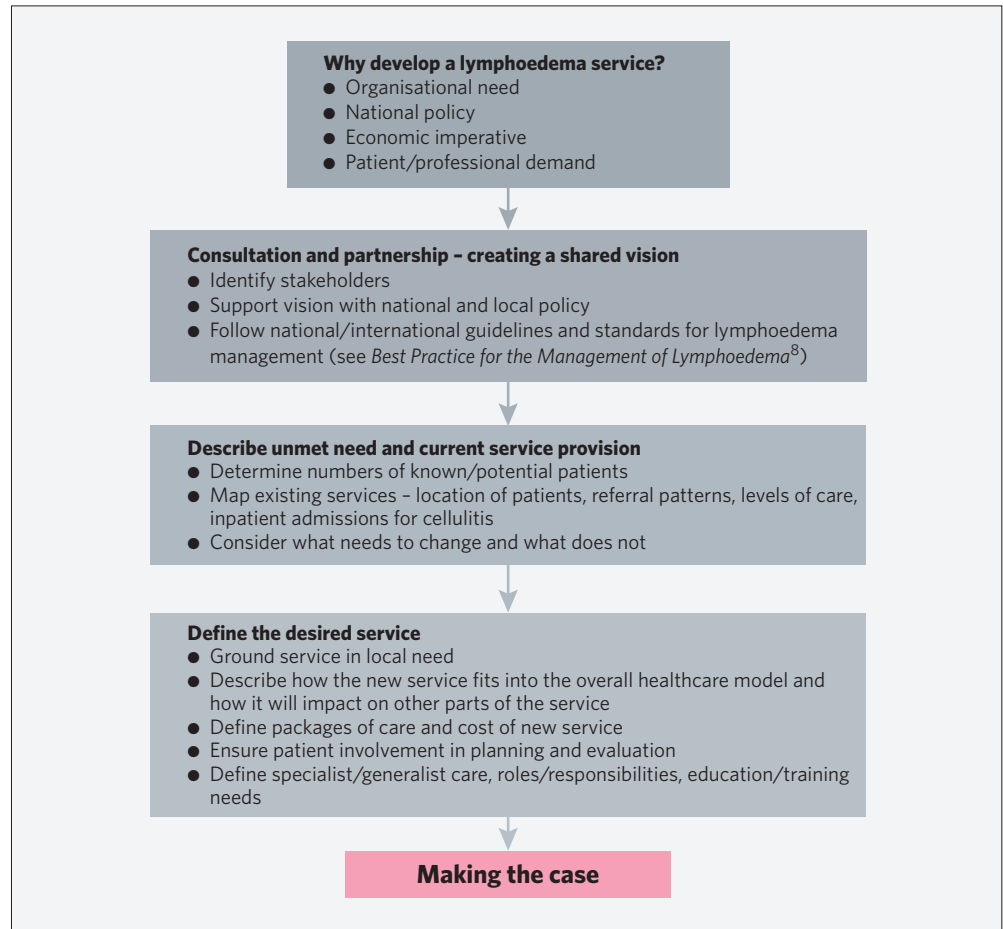 Why develop a lymphoedema service?
● Organisational need
● National policy
● Economic imperative
● Patient/professional demand
Consultation and partnership – creating a shared vision
● Identify stakeholders
● Support vision with national and local policy
● Follow national/international guidelines and standards for lymphoedema
management (see Best Practice for the Management of Lymphoedema⁸)
Describe unmet need and current service provision
● Determine numbers of known/potential patients
● Map existing services – location of patients, referral patterns, levels of care,
inpatient admissions for cellulitis
● Consider what needs to change and what does not
Define the desired service
● Ground service in local need
● Describe how the new service fits into the overall healthcare model and
how it will impact on other parts of the service
● Define packages of care and cost of new service
● Ensure patient involvement in planning and evaluation
● Define specialist/generalist care, roles/responsibilities, education/training
needs
Making the case